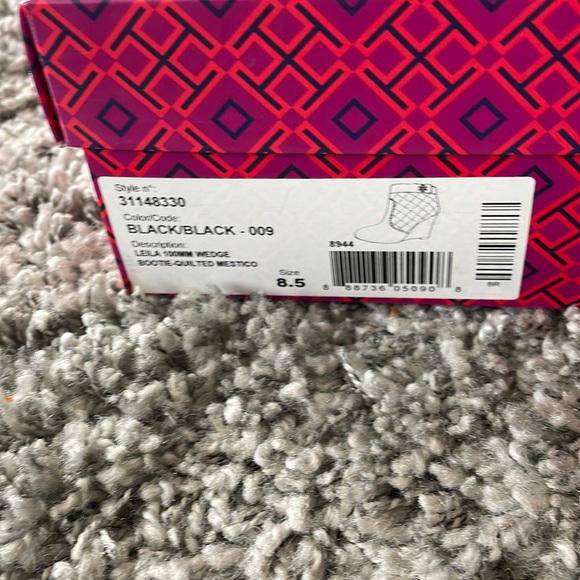 Style n°:
31148330
Color/Code:
BLACK/BLACK - 009
Description:
LEILA 100MM WEDGE
BOOTIE-QUILTED MESTICO
Size
8.5
8944
8 88736 05090 8
BR